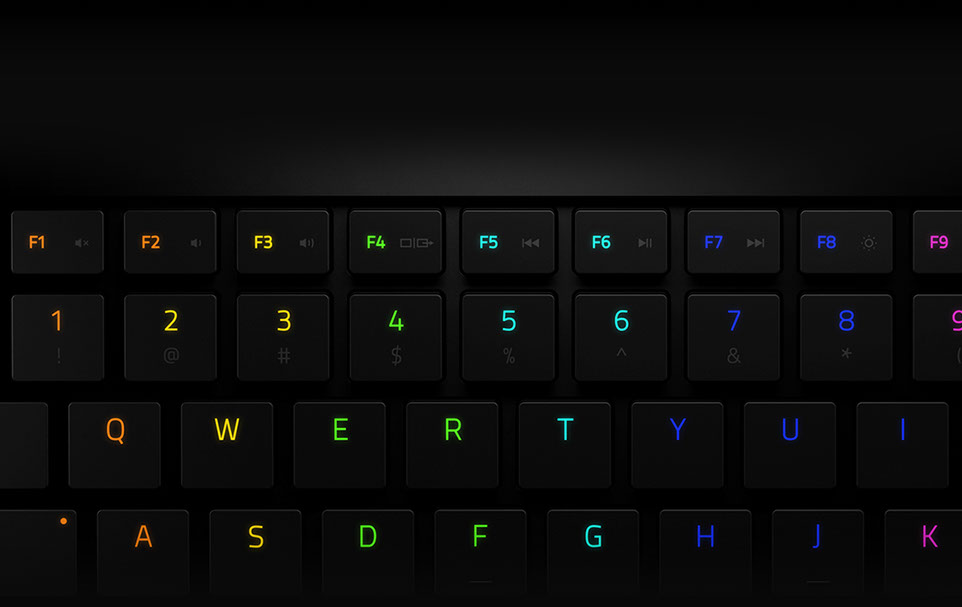 F1 F2 F3 F4 F5 F6 F7 F8 F9
1 2 3 4 5 6 7 8 9
! @ # $ % ^ & * (
Q W E R T Y U I
A S D F G H J K